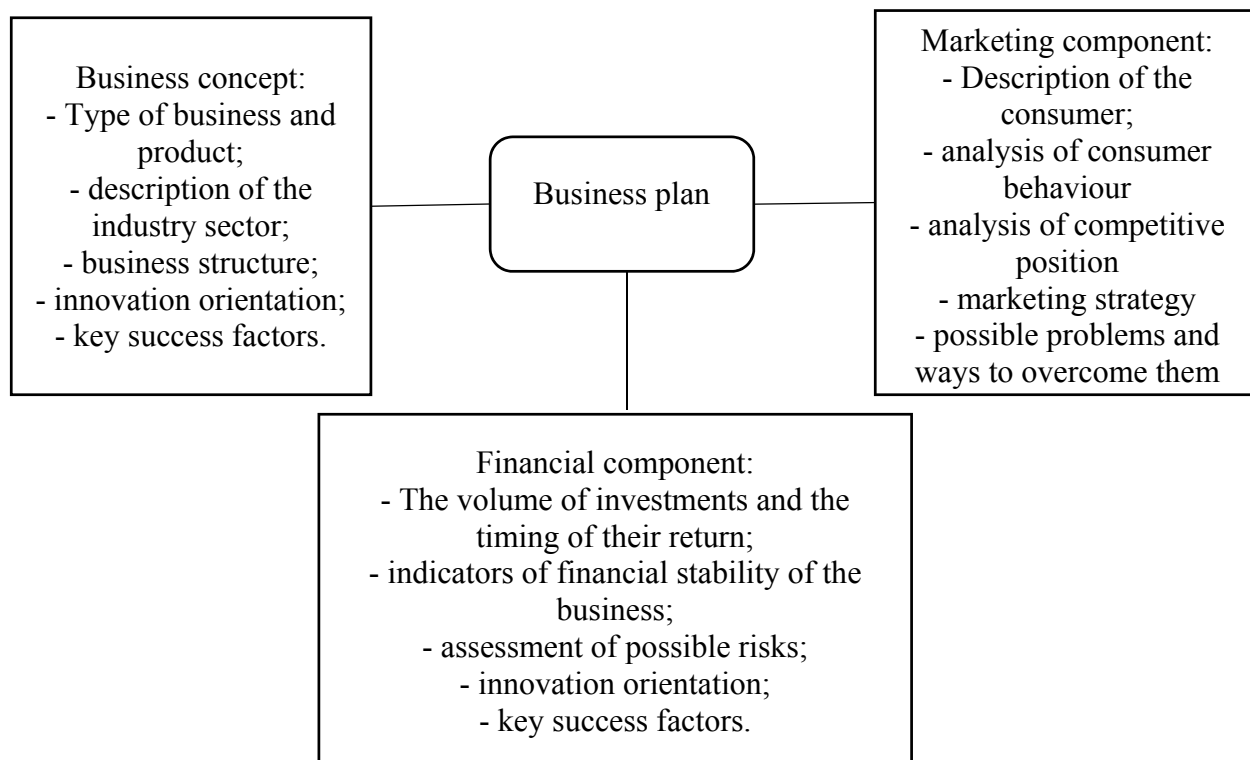 Business concept:
- Type of business and
product;
- description of the
industry sector;
- business structure;
- innovation orientation;
- key success factors.
Business plan
Marketing component:
- Description of the
consumer;
- analysis of consumer
behaviour
- analysis of competitive
position
- marketing strategy
- possible problems and
ways to overcome them
Financial component:
- The volume of investments and the
timing of their return;
- indicators of financial stability of the
business;
- assessment of possible risks;
- innovation orientation;
- key success factors.